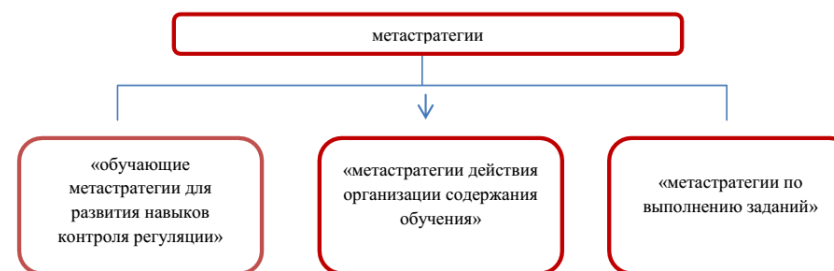 метастратегии
«обучающие
метастратегии для
развития навыков
контроля регуляции»
«метастратегии действия
организации содержания
обучения»
«метастратегии по
выполнению заданий»